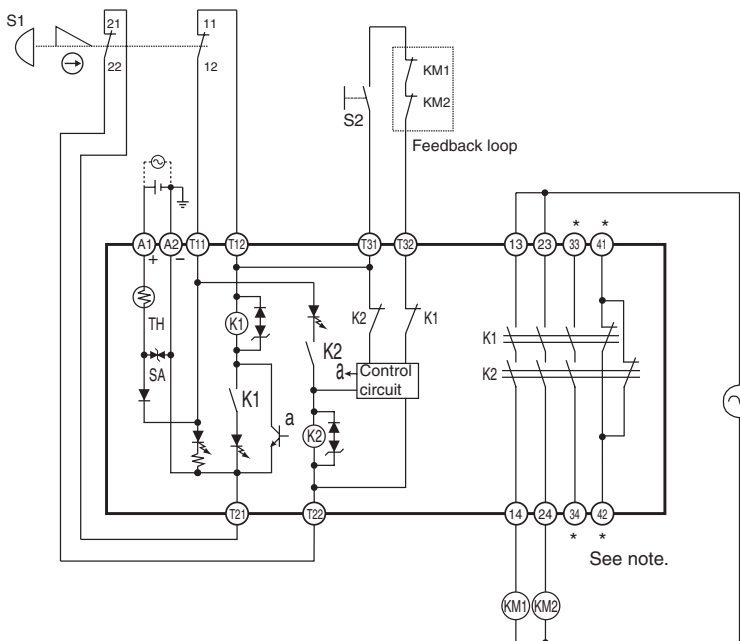 S1
21
11
22
12
KM1
KM2
S2
Feedback loop
* *
A1 A2 T11 T12 T31 T32 13 23 33 41
+ −
K2 K1
K1
TH
K2
K1
SA
a
Control
circuit
K2
K1
a
K2
T21 T22 14 24 34 42
* *
See note.
KM1 KM2